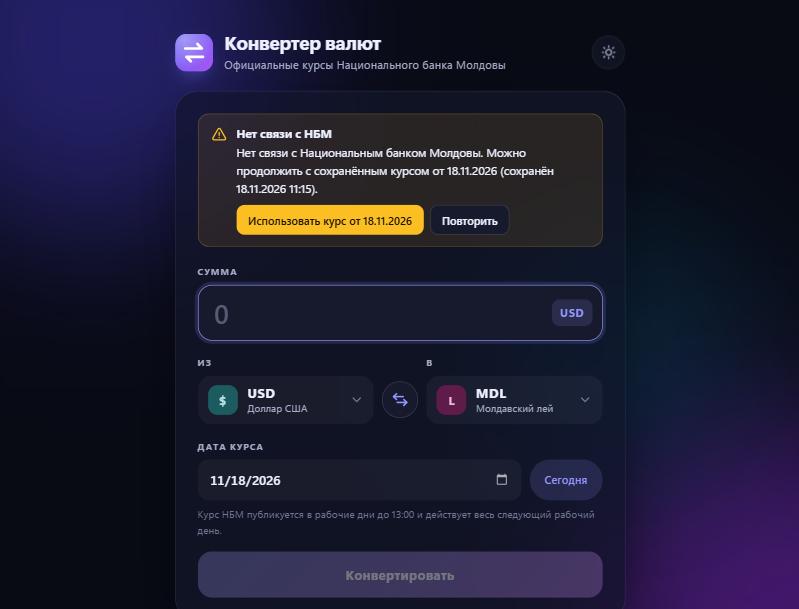 Конвертер валют
Официальные курсы Национального банка Молдовы
Нет связи с НБМ
Нет связи с Национальным банком Молдовы. Можно
продолжить с сохранённым курсом от 18.11.2026 (сохранён
18.11.2026 11:15).
Использовать курс от 18.11.2026
Повторить
СУММА
0
USD
ИЗ
В
$
USD
Доллар США
L
MDL
Молдавский лей
ДАТА КУРСА
11/18/2026
Сегодня
Курс НБМ публикуется в рабочие дни до 13:00 и действует весь следующий рабочий
день.
Конвертировать